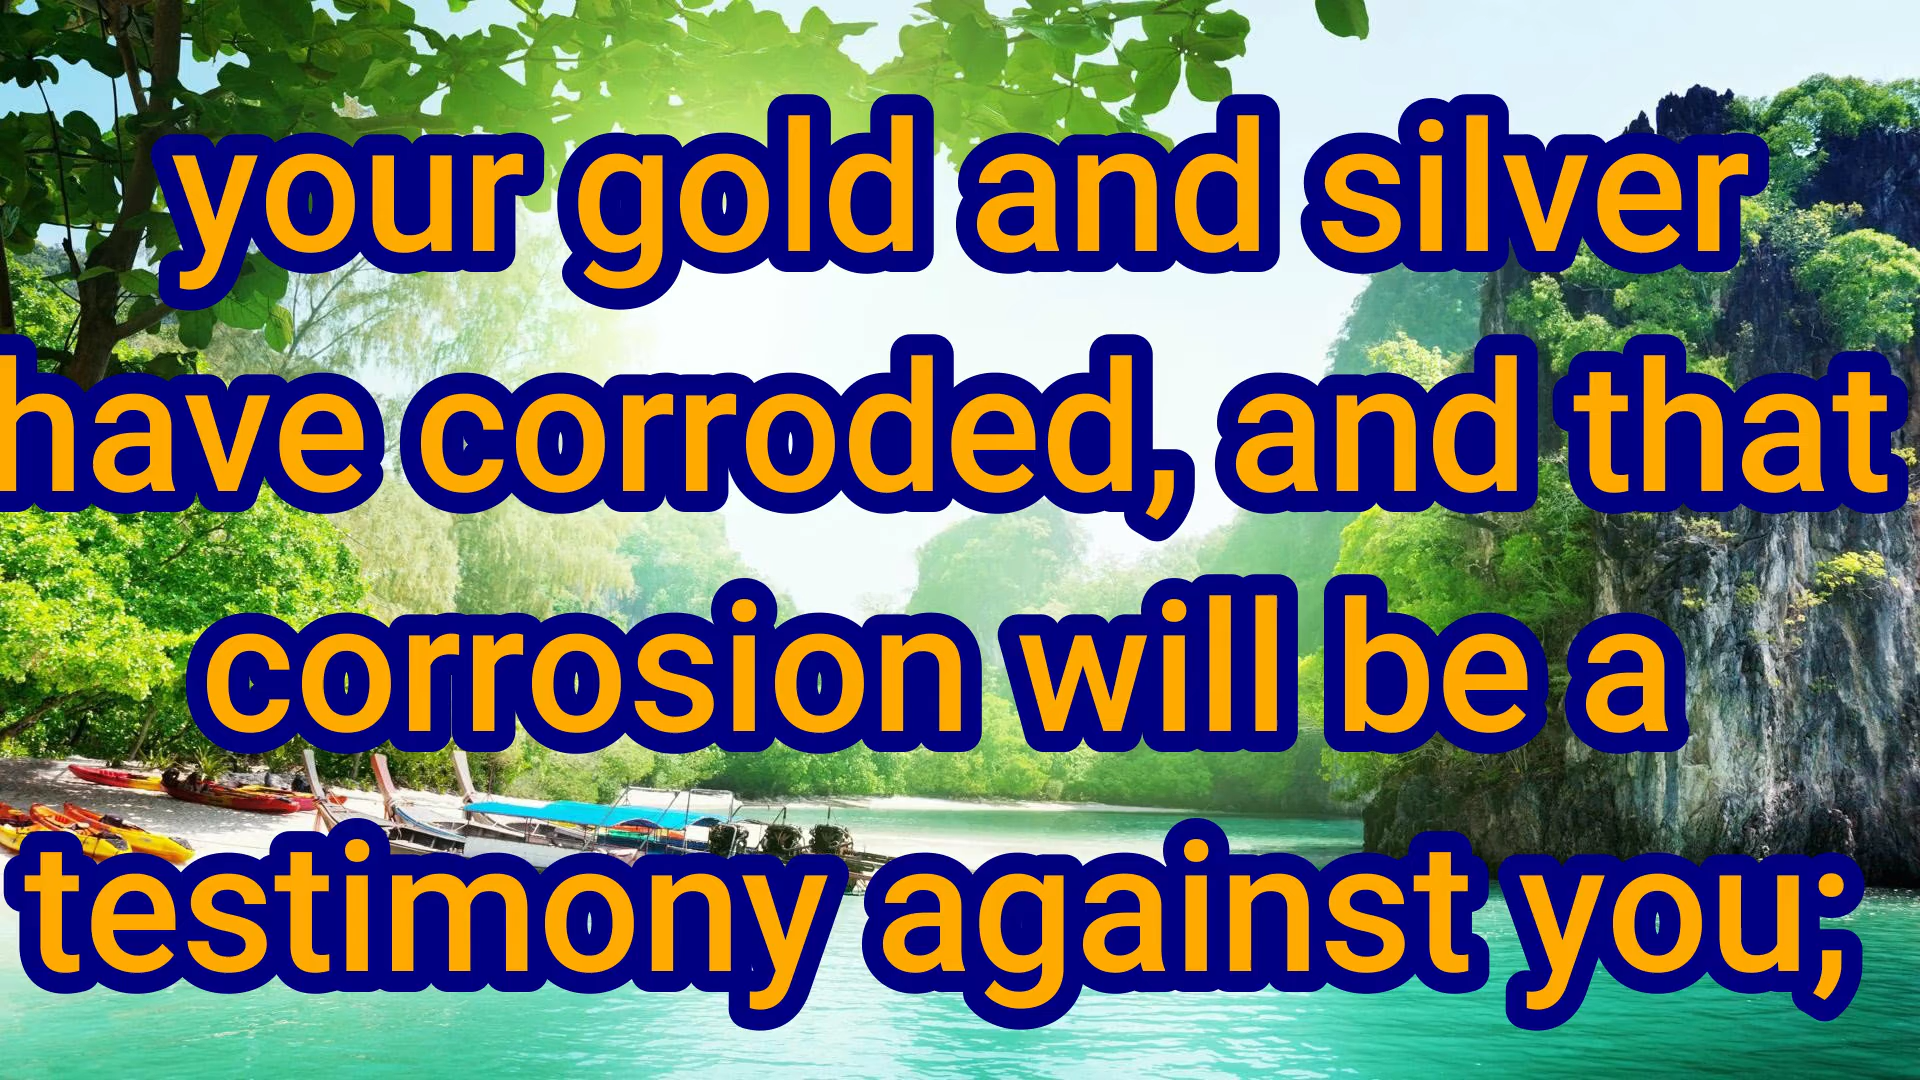 your gold and silver
have corroded, and that
corrosion will be a
testimony against you;